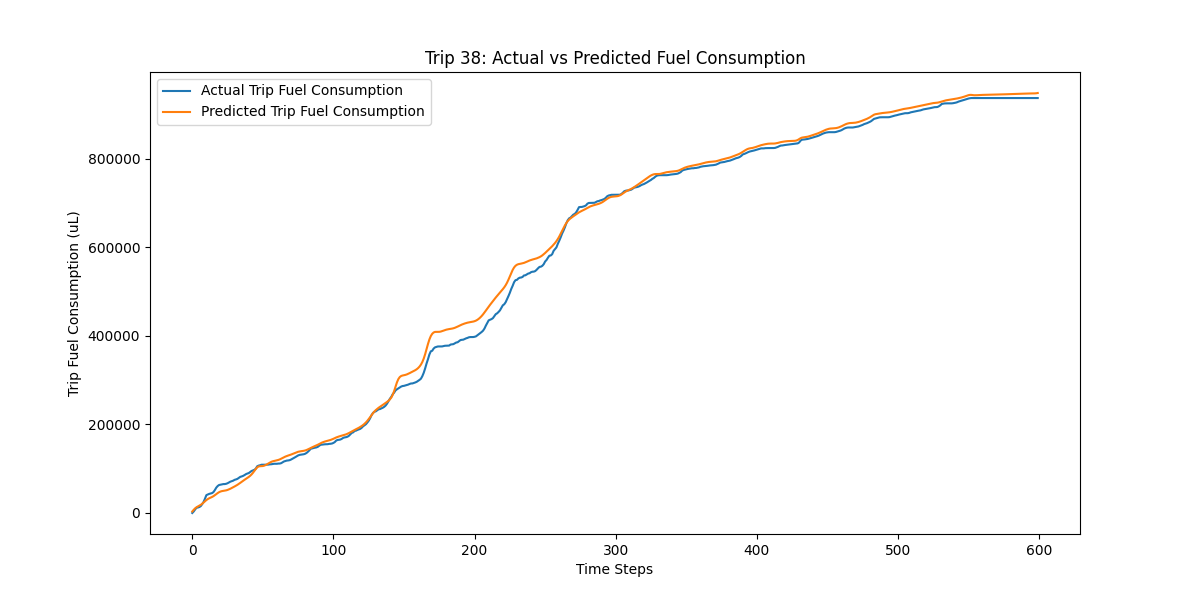 Trip 38: Actual vs Predicted Fuel Consumption
Actual Trip Fuel Consumption
Predicted Trip Fuel Consumption
Trip Fuel Consumption (uL)
800000
600000
400000
200000
0
0 100 200 300 400 500 600
Time Steps